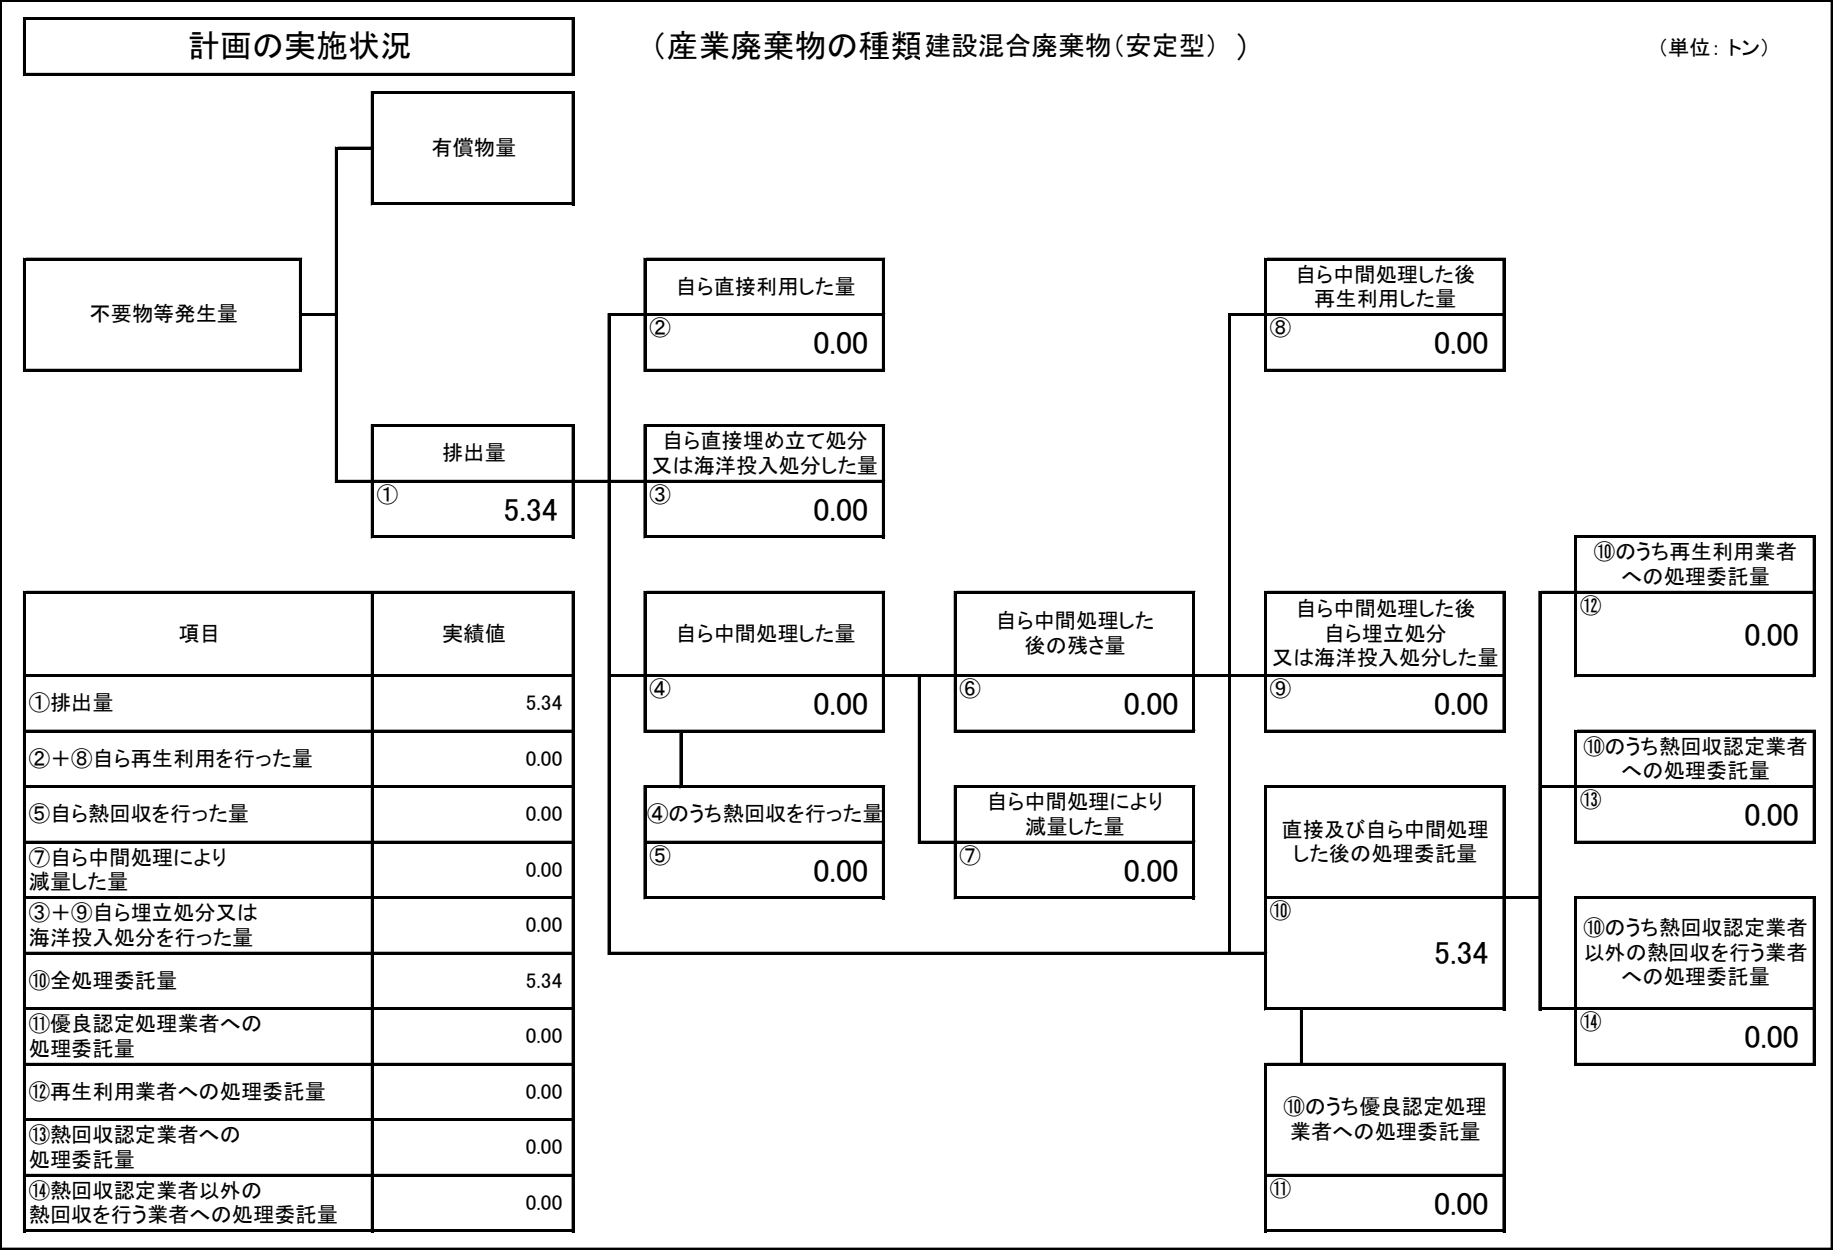 計画の実施状況
（産業廃棄物の種類 建設混合廃棄物（安定型） ）
（単位：トン）
有償物量
不要物等発生量
自ら直接利用した量
②
0.00
自ら中間処理した後
再生利用した量
⑧
0.00
排出量
①
5.34
自ら直接埋め立て処分
又は海洋投入処分した量
③
0.00
⑩のうち再生利用業者
への処理委託量
⑫
0.00
自ら中間処理した量
④
0.00
自ら中間処理した
後の残さ量
⑥
0.00
自ら中間処理した後
自ら埋立処分
又は海洋投入処分した量
⑨
0.00
⑩のうち熱回収認定業者
への処理委託量
⑬
0.00
④のうち熱回収を行った量
⑤
0.00
自ら中間処理により
減量した量
⑦
0.00
直接及び自ら中間処理
した後の処理委託量
⑩
5.34
⑩のうち熱回収認定業者
以外の熱回収を行う業者
への処理委託量
⑭
0.00
⑩のうち優良認定処理
業者への処理委託量
⑪
0.00
項目 実績値
①排出量 5.34
②＋⑧自ら再生利用を行った量 0.00
⑤自ら熱回収を行った量 0.00
⑦自ら中間処理により
減量した量 0.00
③＋⑨自ら埋立処分又は
海洋投入処分を行った量 0.00
⑩全処理委託量 5.34
⑪優良認定処理業者への
処理委託量 0.00
⑫再生利用業者への処理委託量 0.00
⑬熱回収認定業者への
処理委託量 0.00
⑭熱回収認定業者以外の
熱回収を行う業者への処理委託量 0.00